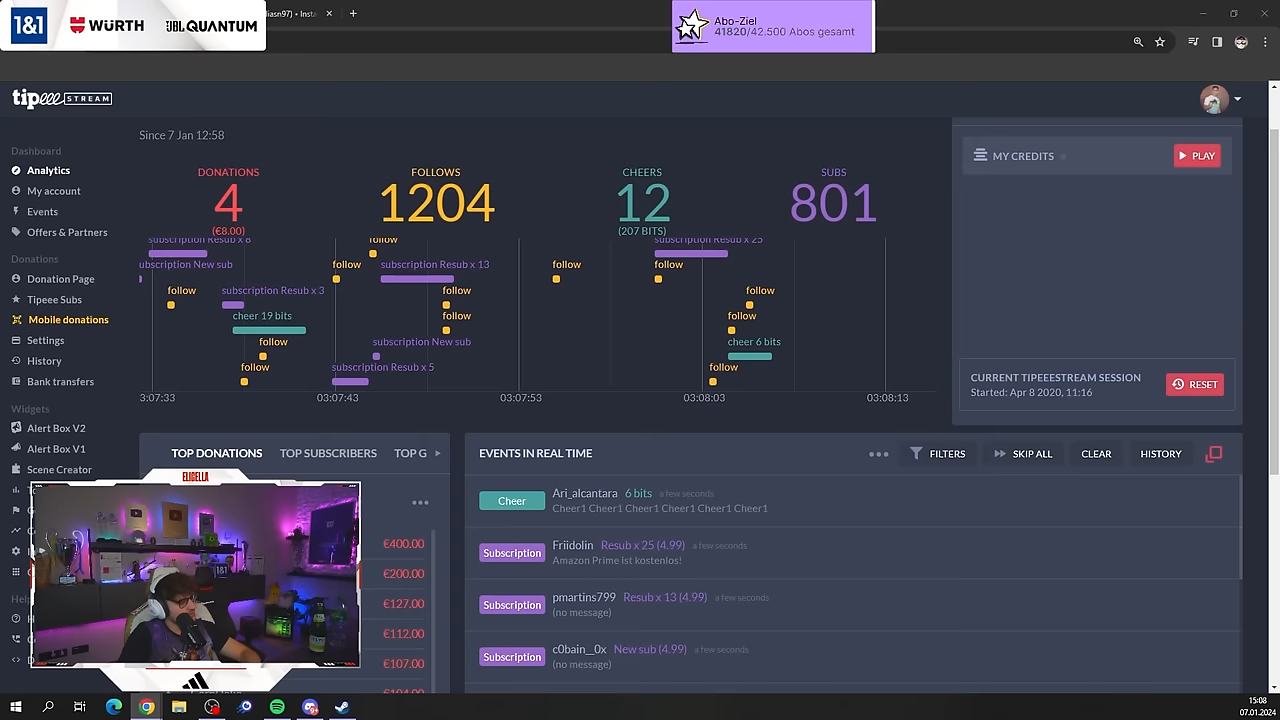 1&1 WÜRTH JBL QUANTUM
iasn97) • Insta
Abo-Ziel
41820/42.500 Abos gesamt
tipeee STREAM
Since 7 Jan 12:58
DONATIONS
4
(€8.00)
FOLLOWS
1204
CHEERS
12
(207 BITS)
SUBS
801
MY CREDITS
PLAY
Dashboard
Analytics
My account
Events
Offers & Partners
Donations
Donation Page
Tipeee Subs
Mobile donations
Settings
History
Bank transfers
Widgets
Alert Box V2
Alert Box V1
Scene Creator
subscription Resub x 8
follow
subscription Resub x 25
ubscription New sub
follow
subscription Resub x 13
follow
follow
follow
subscription Resub x 3
follow
follow
cheer 19 bits
follow
follow
follow
subscription New sub
cheer 6 bits
follow
subscription Resub x 5
follow
3:07:33
03:07:43
03:07:53
03:08:03
03:08:13
CURRENT TIPEEESTREAM SESSION
Started: Apr 8 2020, 11:16
RESET
TOP DONATIONS
TOP SUBSCRIBERS
TOP G
€400.00
€200.00
€127.00
€112.00
€107.00
EVENTS IN REAL TIME
FILTERS
SKIP ALL
CLEAR
HISTORY
Cheer
Ari_alcantara 6 bits a few seconds
Cheer1 Cheer1 Cheer1 Cheer1 Cheer1 Cheer1
Subscription
Friidolin Resub x 25 (4.99) a few seconds
Amazon Prime ist kostenlos!
Subscription
pmartins799 Resub x 13 (4.99) a few seconds
(no message)
Subscription
c0bain__0x New sub (4.99) a few seconds
(no message)
ELIGELLA
1&1
Help
15:08
07.01.2024